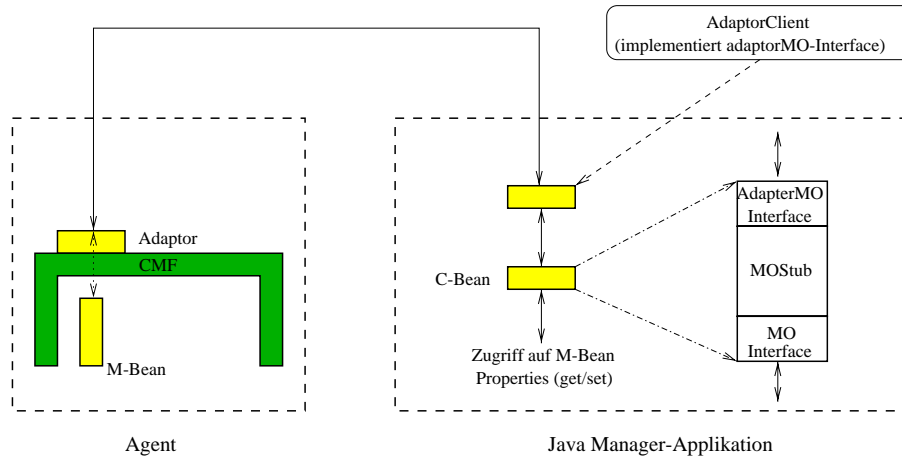 AdaptorClient
(implementiert adaptorMO-Interface)
AdapterMO
Interface
Adaptor
CMF
MOStub
C-Bean
MO
Interface
M-Bean
Zugriff auf M-Bean
Properties (get/set)
Agent
Java Manager-Applikation